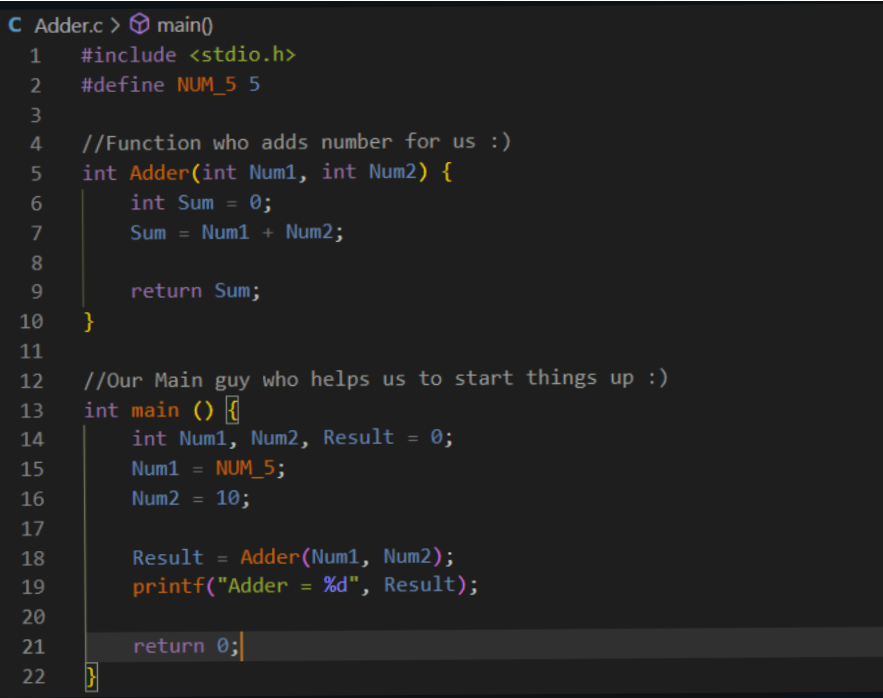 C Adder.c > main()
1 #include <stdio.h>
2 #define NUM_5 5
3
4 //Function who adds number for us :)
5 int Adder(int Num1, int Num2) {
6     int Sum = 0;
7     Sum = Num1 + Num2;
8
9     return Sum;
10 }
11
12 //Our Main guy who helps us to start things up :)
13 int main () {
14     int Num1, Num2, Result = 0;
15     Num1 = NUM_5;
16     Num2 = 10;
17
18     Result = Adder(Num1, Num2);
19     printf("Adder = %d", Result);
20
21     return 0;
22 }